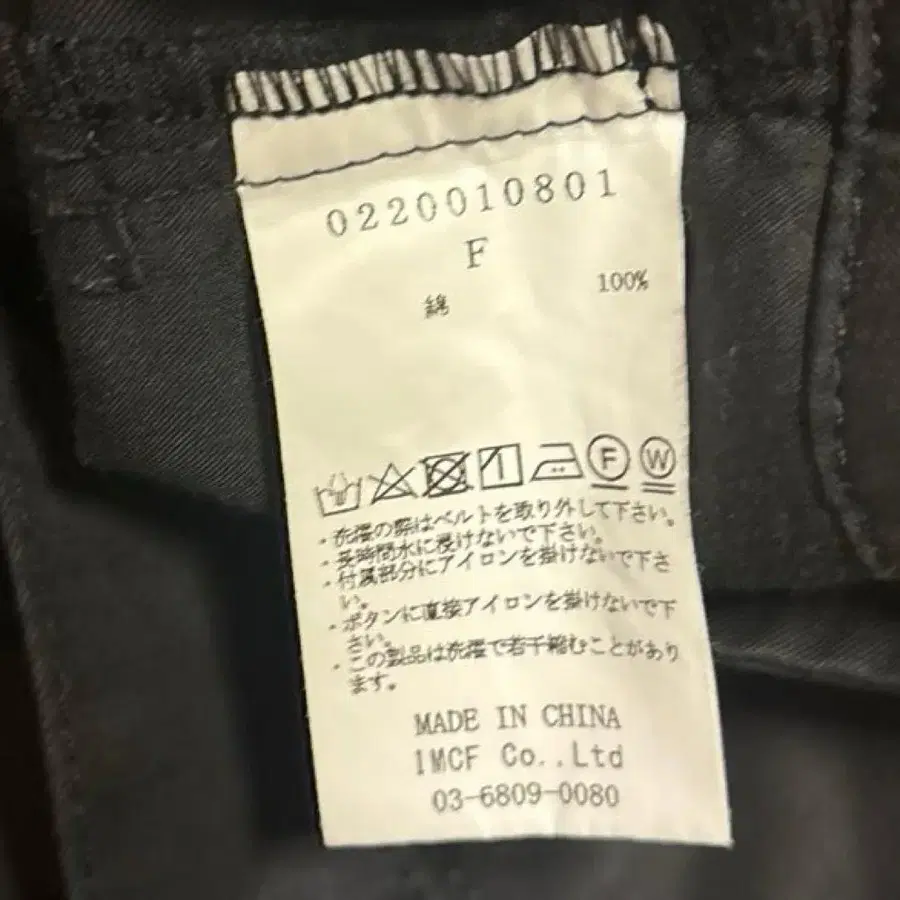 0220010801
F
綿 100%
F W
・洗濯の際はベルトを取り外して下さい。
・長時間水に浸けないで下さい。
・付属部分にアイロンを掛けないで下さ
い。
・ボタンに直接アイロンを掛けないで下
さい。
・この製品は洗濯で若干縮むことがあり
ます。
MADE IN CHINA
IMCF Co.,Ltd
03-6809-0080